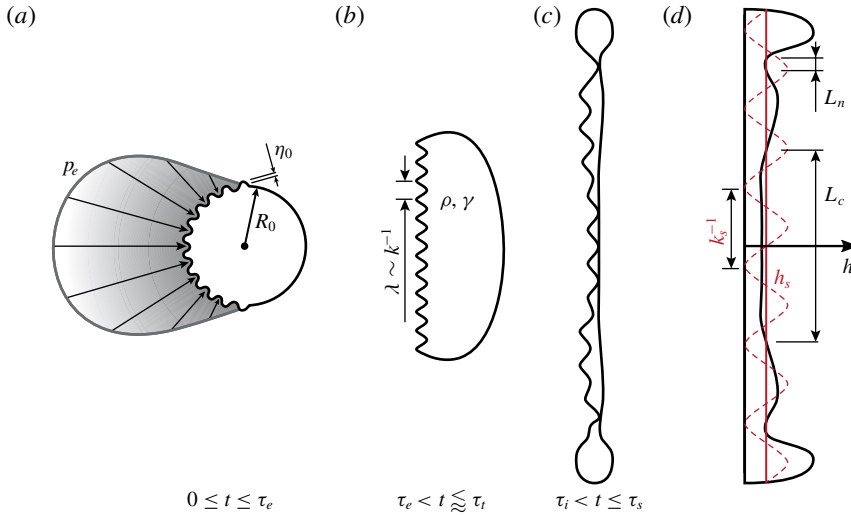 (a)
(b)
(c)
(d)
p_e
η_0
R_0
ρ, γ
λ ~ k^{-1}
L_n
L_c
k_s^{-1}
h_s
h
0 ≤ t ≤ τ_e
τ_e < t ⪅ τ_t
τ_i < t ≤ τ_s